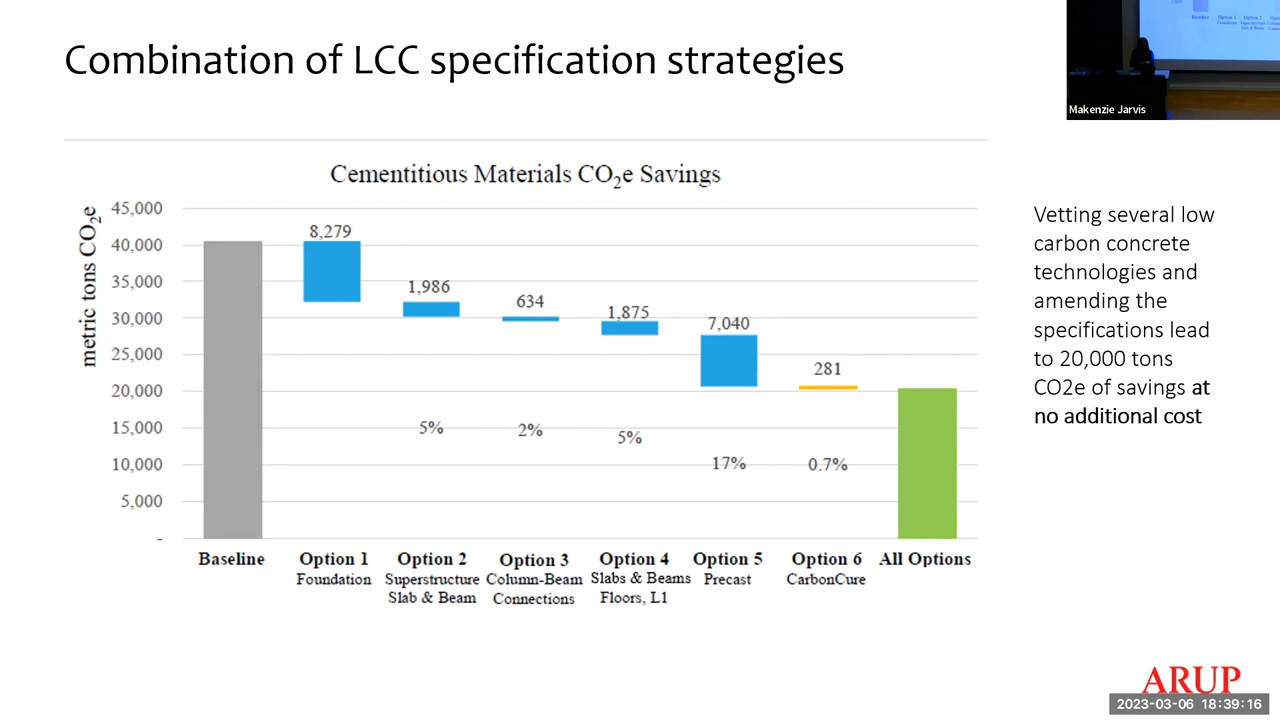 Combination of LCC specification strategies
Makenzie Jarvis
Cementitious Materials CO₂e Savings
metric tons CO₂e
45,000
40,000
35,000
30,000
25,000
20,000
15,000
10,000
5,000
-
8,279
1,986
634
1,875
7,040
281
5%
2%
5%
17%
0.7%
Baseline
Option 1
Foundation
Option 2
Superstructure
Slab & Beam
Option 3
Column-Beam
Connections
Option 4
Slabs & Beams
Floors, L1
Option 5
Precast
Option 6
CarbonCure
All Options
Vetting several low
carbon concrete
technologies and
amending the
specifications lead
to 20,000 tons
CO2e of savings at
no additional cost
ARUP
2023-03-06 18:39:16